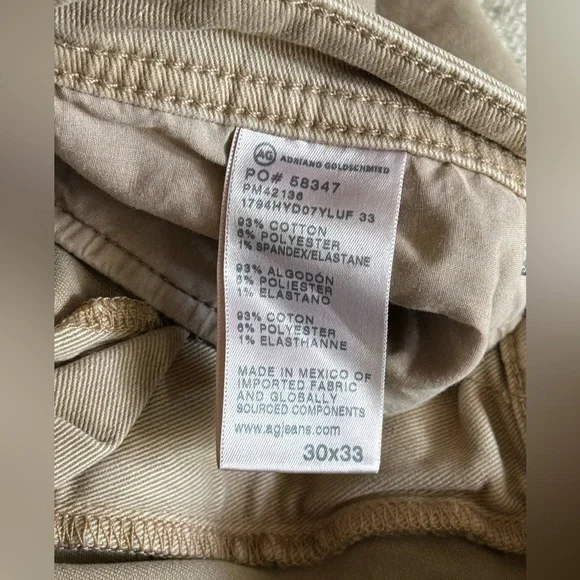 AG ADRIANO GOLDSCHMIED
PO# 58347
PM42136
1794HYD07YLUF 33
93% COTTON
6% POLYESTER
1% SPANDEX/ELASTANE
93% ALGODÓN
6% POLIESTER
1% ELASTANO
93% COTON
6% POLYESTER
1% ELASTHANNE
MADE IN MEXICO OF
IMPORTED FABRIC
AND GLOBALLY
SOURCED COMPONENTS
www.agjeans.com
30x33